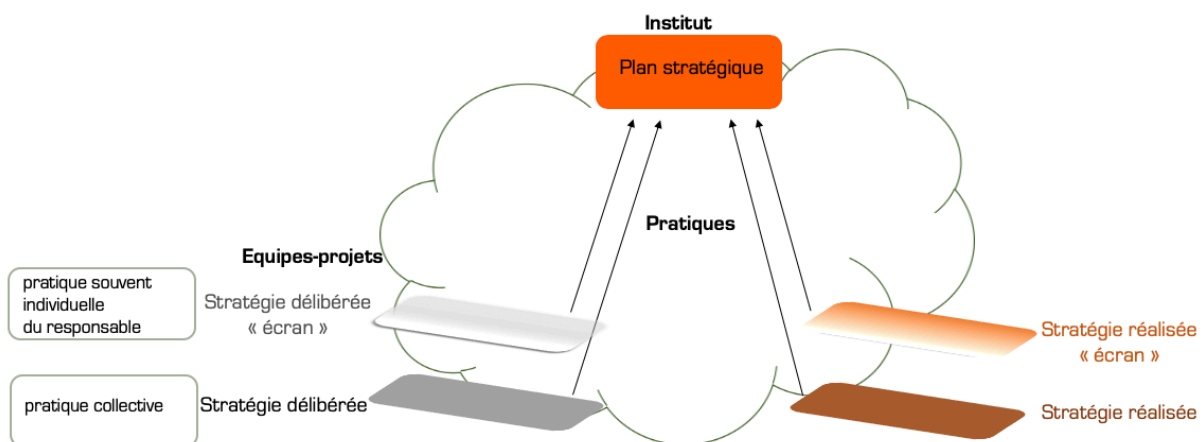 Institut
Plan stratégique
Pratiques
Equipes-projets
pratique souvent
individuelle
du responsable
Stratégie délibérée
« écran »
Stratégie réalisée
« écran »
pratique collective
Stratégie délibérée
Stratégie réalisée